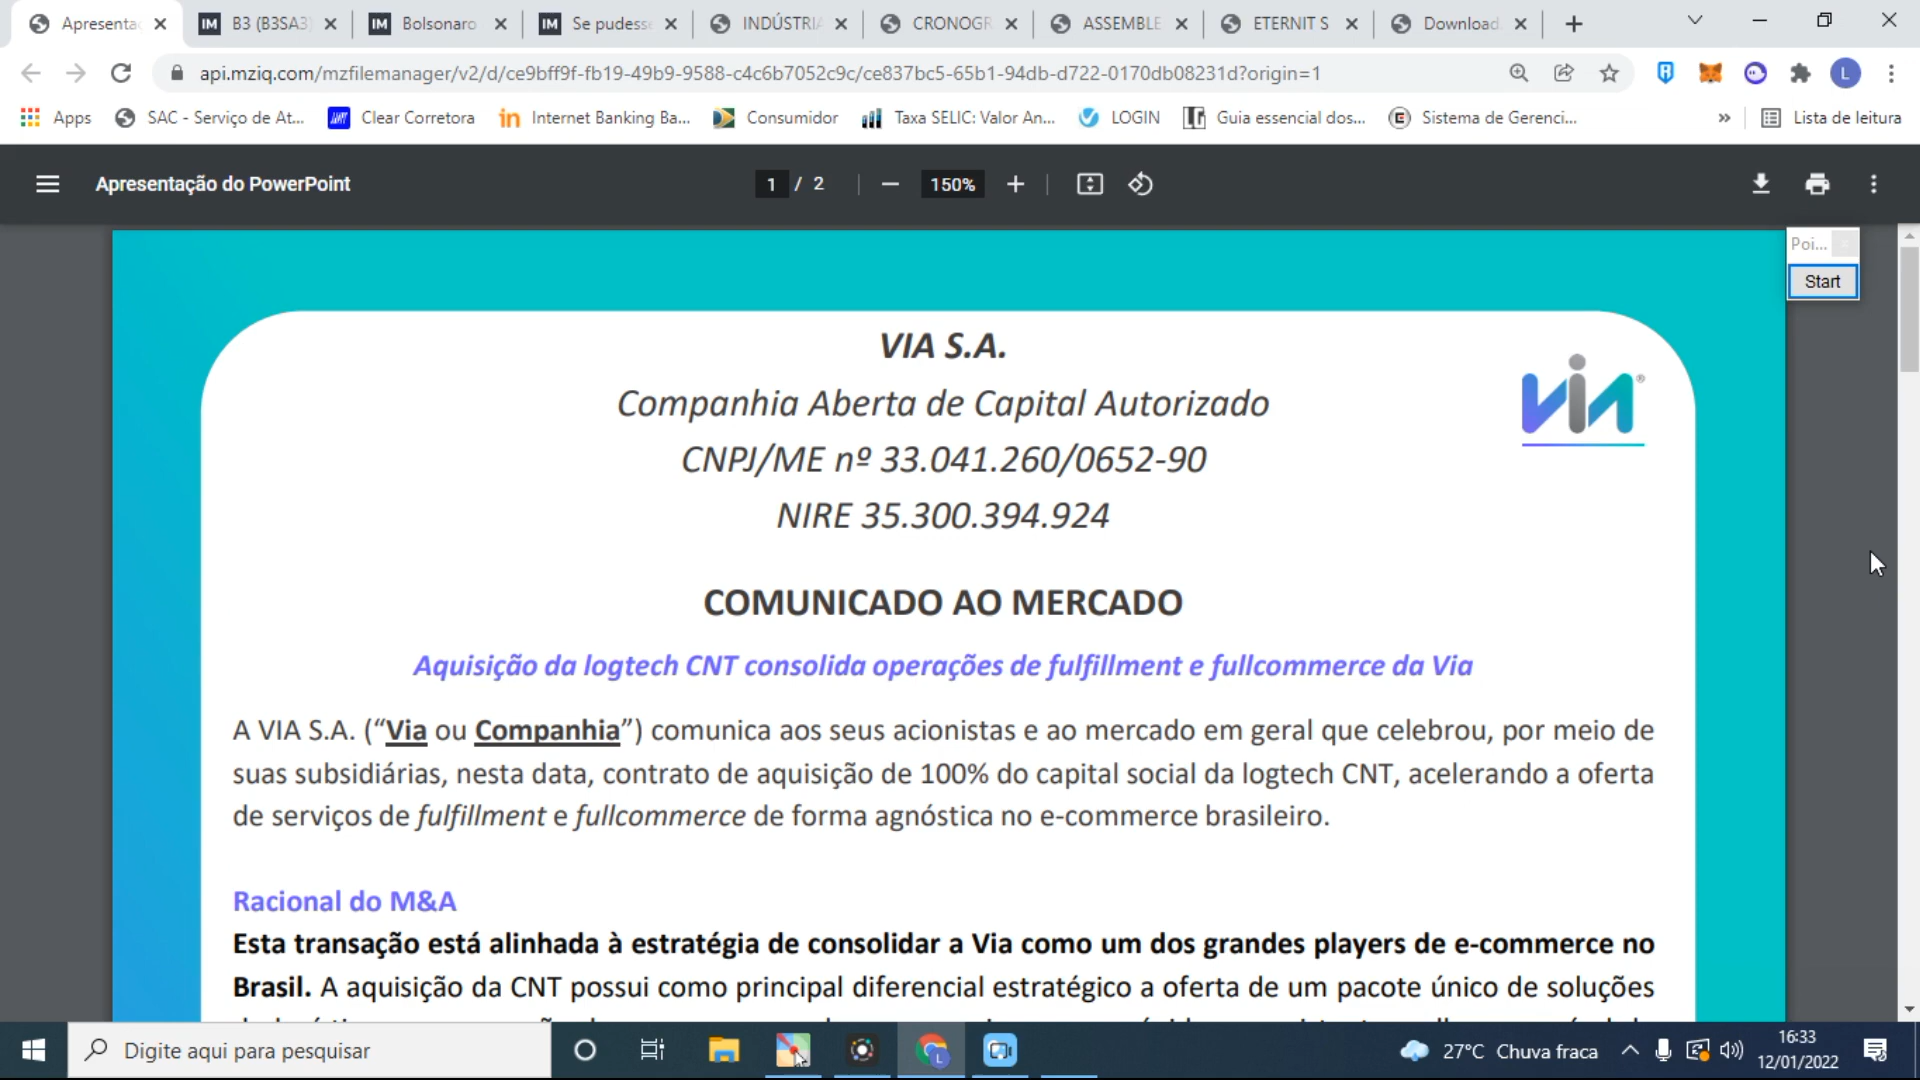 Apresentaç
B3 (B3SA3)
Bolsonaro
Se pudess
INDÚSTRIA
CRONOGR
ASSEMBLE
ETERNIT S
Download
api.mziq.com/mzfilemanager/v2/d/ce9bff9f-fb19-49b9-9588-c4c6b7052c9c/ce837bc5-65b1-94db-d722-0170db08231d?origin=1
L
Apps
SAC - Serviço de At...
Clear Corretora
Internet Banking Ba...
Consumidor
Taxa SELIC: Valor An...
LOGIN
Guia essencial dos...
Sistema de Gerenci...
»
Lista de leitura
Apresentação do PowerPoint
1 / 2
150%
Poi...
Start
VIA S.A.
via®
Companhia Aberta de Capital Autorizado
CNPJ/ME nº 33.041.260/0652-90
NIRE 35.300.394.924
COMUNICADO AO MERCADO
Aquisição da logtech CNT consolida operações de fulfillment e fullcommerce da Via
A VIA S.A. (“Via ou Companhia”) comunica aos seus acionistas e ao mercado em geral que celebrou, por meio de
suas subsidiárias, nesta data, contrato de aquisição de 100% do capital social da logtech CNT, acelerando a oferta
de serviços de fulfillment e fullcommerce de forma agnóstica no e-commerce brasileiro.
Racional do M&A
Esta transação está alinhada à estratégia de consolidar a Via como um dos grandes players de e-commerce no
Brasil. A aquisição da CNT possui como principal diferencial estratégico a oferta de um pacote único de soluções
Digite aqui para pesquisar
27°C Chuva fraca
16:33
12/01/2022